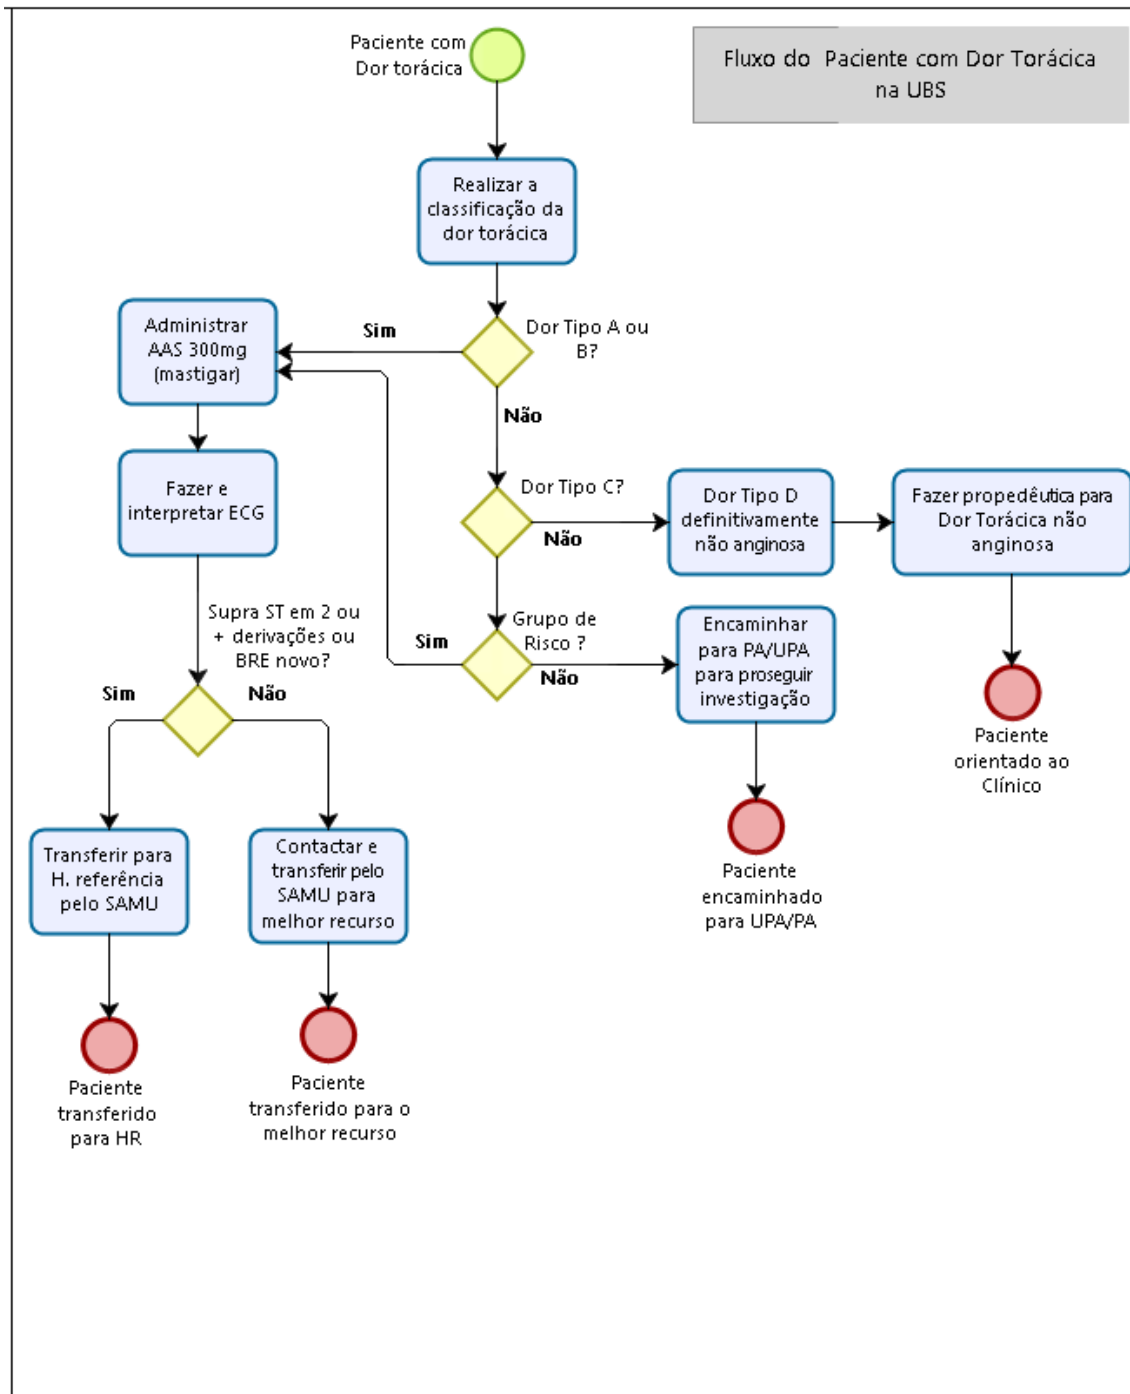 Paciente com
Dor torácica
Fluxo do Paciente com Dor Torácica
na UBS
Realizar a
classificação da
dor torácica
Dor Tipo A ou
B?
Sim
Não
Administrar
AAS 300mg
(mastigar)
Fazer e
interpretar ECG
Dor Tipo C?
Não
Dor Tipo D
definitivamente
não anginosa
Fazer propedêutica para
Dor Torácica não
anginosa
Grupo de
Risco ?
Sim
Não
Encaminhar
para PA/UPA
para proseguir
investigação
Supra ST em 2 ou
+ derivações ou
BRE novo?
Sim
Não
Paciente
orientado ao
Clínico
Transferir para
H. referência
pelo SAMU
Contactar e
transferir pelo
SAMU para
melhor recurso
Paciente
encaminhado
para UPA/PA
Paciente
transferido
para HR
Paciente
transferido para o
melhor recurso